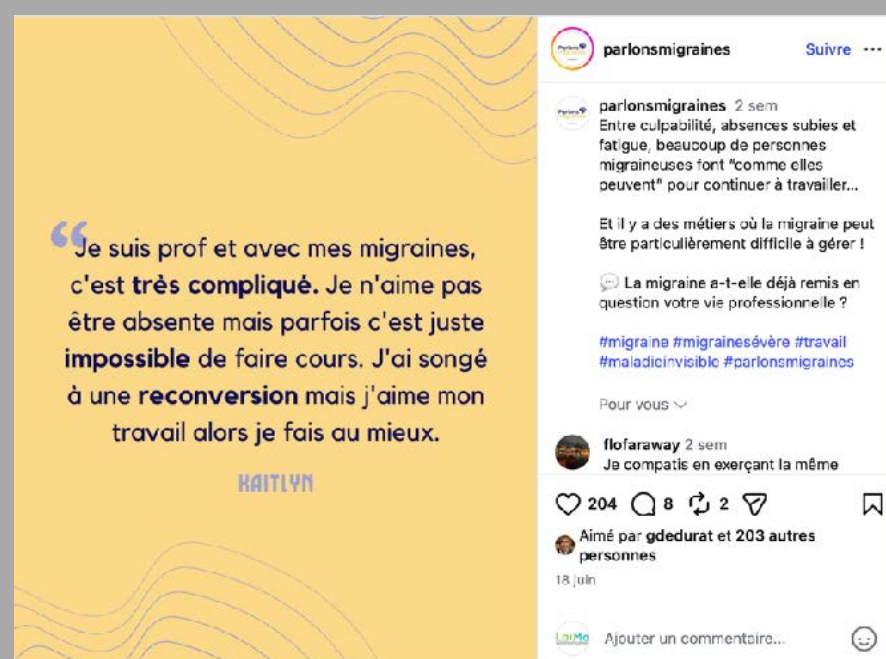 “Je suis prof et avec mes migraines,
c'est très compliqué. Je n'aime pas
être absente mais parfois c'est juste
impossible de faire cours. J'ai songé
à une reconversion mais j'aime mon
travail alors je fais au mieux.
KAITLYN
parlonsmigraines Suivre ...
parlonsmigraines 2 sem
Entre culpabilité, absences subies et
fatigue, beaucoup de personnes
migraineuses font "comme elles
peuvent" pour continuer à travailler...
Et il y a des métiers où la migraine peut
être particulièrement difficile à gérer !
💬 La migraine a-t-elle déjà remis en
question votre vie professionnelle ?
#migraine #migrainesévère #travail
#maladieinvisible #parlonsmigraines
Pour vous
flofaraway 2 sem
Je compatis en exerçant la même
204 8 2
Aimé par gdedurat et 203 autres
personnes
18 juin
Ajouter un commentaire...